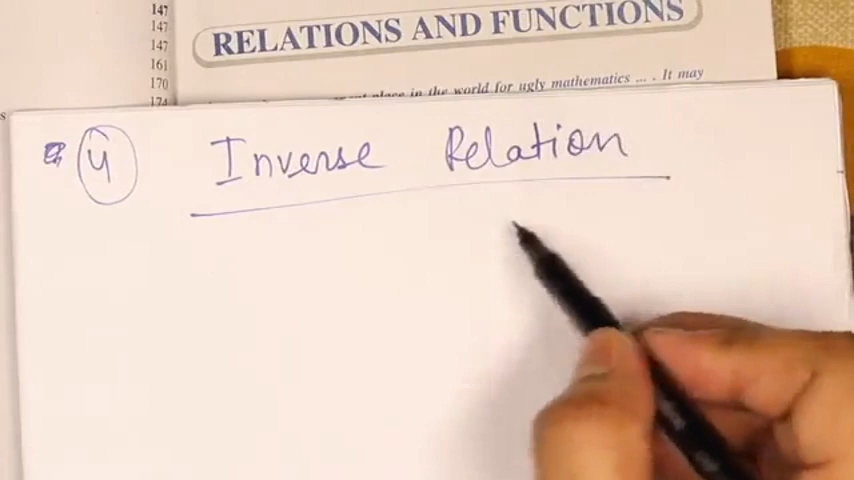 147
147
147
161
170
174
RELATIONS AND FUNCTIONS
place in the world for ugly mathematics ... . It may
4 Inverse Relation